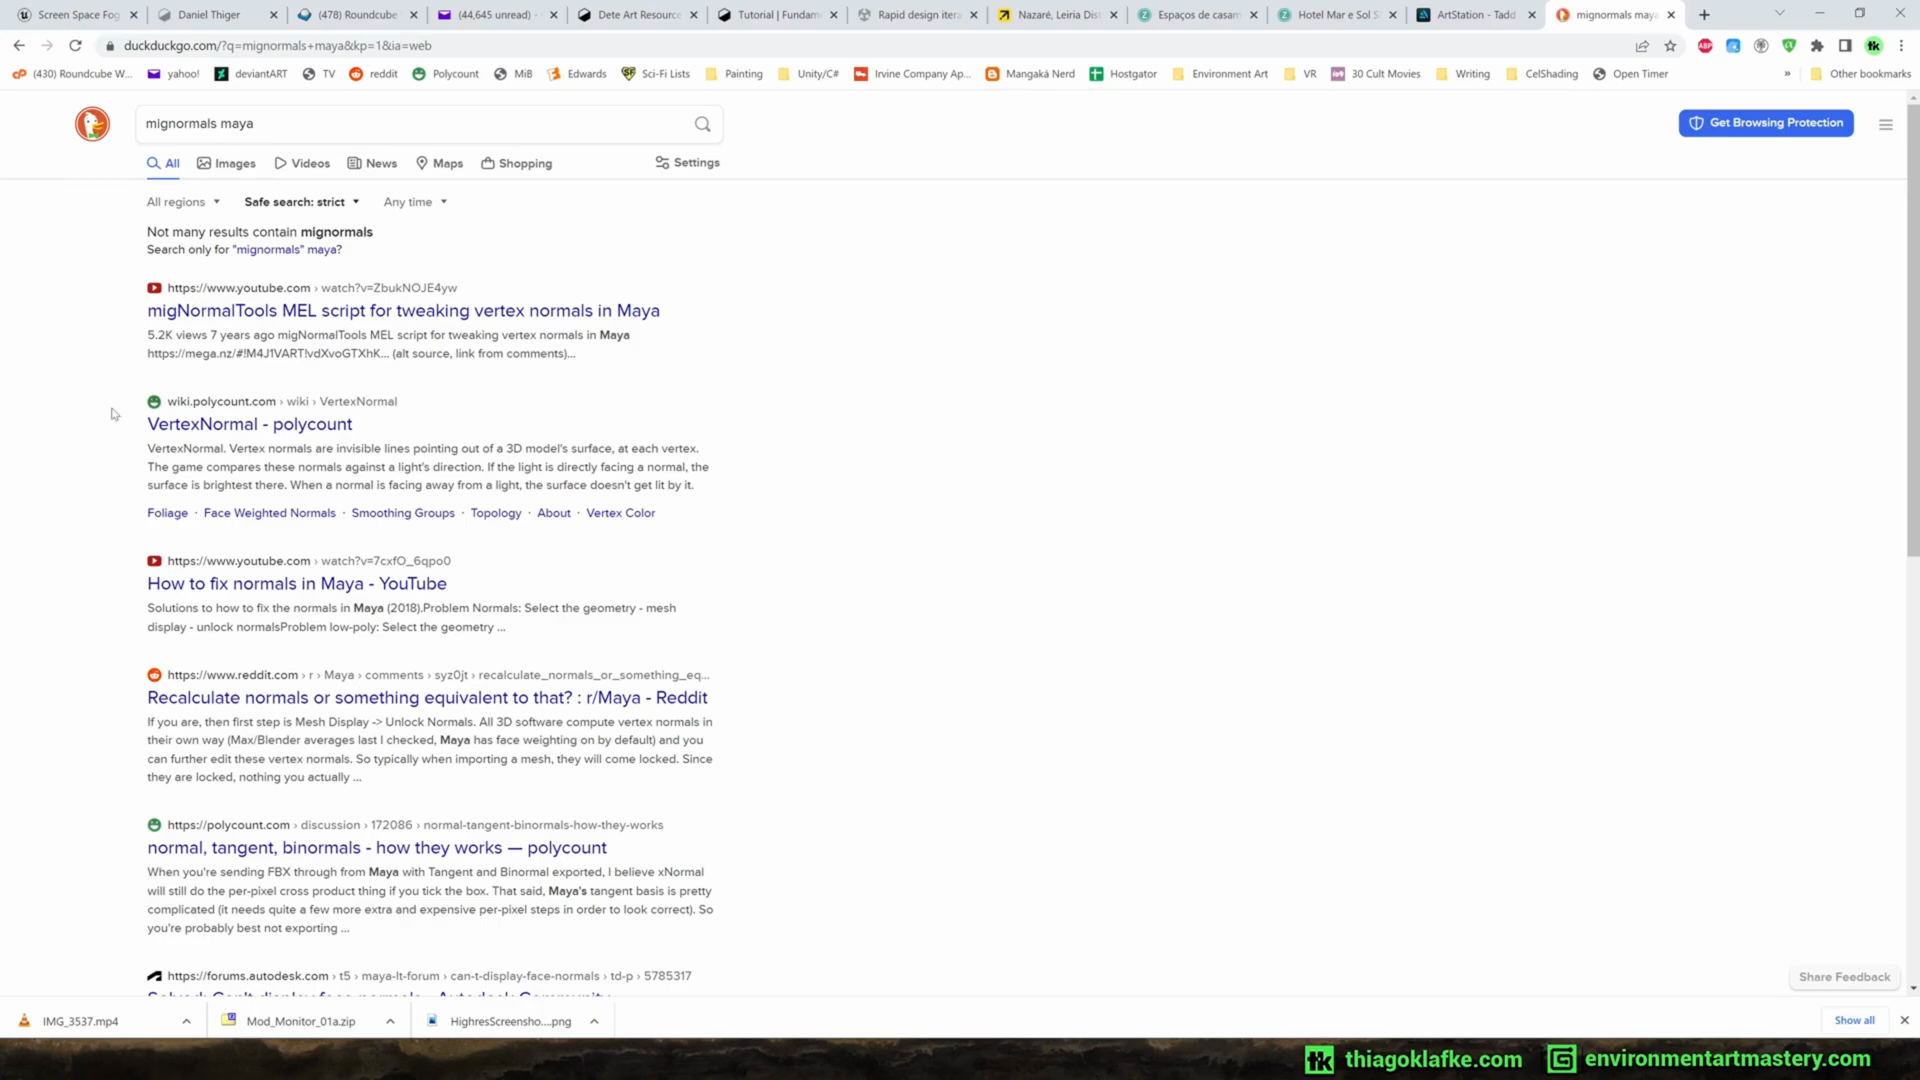 Screen Space Fog
Daniel Thiger
(478) Roundcube
(44,645 unread) -
Dete Art Resource
Tutorial | Fundam
Rapid design itera
Nazaré, Leiria Dist
Espaços de casam
Hotel Mar e Sol S
ArtStation - Tadd
mignormals maya
duckduckgo.com/?q=mignormals+maya&kp=1&ia=web
(430) Roundcube W...
yahoo!
deviantART
TV
reddit
Polycount
MiB
Edwards
Sci-Fi Lists
Painting
Unity/C#
Irvine Company Ap...
Mangaká Nerd
Hostgator
Environment Art
VR
30 Cult Movies
Writing
CelShading
Open Timer
»
Other bookmarks
mignormals maya
Get Browsing Protection
All
Images
Videos
News
Maps
Shopping
Settings
All regions
Safe search: strict
Any time
Not many results contain mignormals
Search only for "mignormals" maya?
https://www.youtube.com › watch?v=ZbukNOJE4yw
migNormalTools MEL script for tweaking vertex normals in Maya
5.2K views 7 years ago migNormalTools MEL script for tweaking vertex normals in Maya
https://mega.nz/#!M4J1VART!vdXvoGTXhK... (alt source, link from comments)...
wiki.polycount.com › wiki › VertexNormal
VertexNormal - polycount
VertexNormal. Vertex normals are invisible lines pointing out of a 3D model's surface, at each vertex.
The game compares these normals against a light's direction. If the light is directly facing a normal, the
surface is brightest there. When a normal is facing away from a light, the surface doesn't get lit by it.
Foliage · Face Weighted Normals · Smoothing Groups · Topology · About · Vertex Color
https://www.youtube.com › watch?v=7cxfO_6qpo0
How to fix normals in Maya - YouTube
Solutions to how to fix the normals in Maya (2018).Problem Normals: Select the geometry - mesh
display - unlock normalsProblem low-poly: Select the geometry ...
https://www.reddit.com › r › Maya › comments › syz0jt › recalculate_normals_or_something_eq...
Recalculate normals or something equivalent to that? : r/Maya - Reddit
If you are, then first step is Mesh Display -> Unlock Normals. All 3D software compute vertex normals in
their own way (Max/Blender averages last I checked, Maya has face weighting on by default) and you
can further edit these vertex normals. So typically when importing a mesh, they will come locked. Since
they are locked, nothing you actually ...
https://polycount.com › discussion › 172086 › normal-tangent-binormals-how-they-works
normal, tangent, binormals - how they works — polycount
When you're sending FBX through from Maya with Tangent and Binormal exported, I believe xNormal
will still do the per-pixel cross product thing if you tick the box. That said, Maya's tangent basis is pretty
complicated (it needs quite a few more extra and expensive per-pixel steps in order to look correct). So
you're probably best not exporting ...
https://forums.autodesk.com › t5 › maya-lt-forum › can-t-display-face-normals › td-p › 5785317
Share Feedback
IMG_3537.mp4
Mod_Monitor_01a.zip
HighresScreensho....png
Show all
thiagoklafke.com
environmentartmastery.com